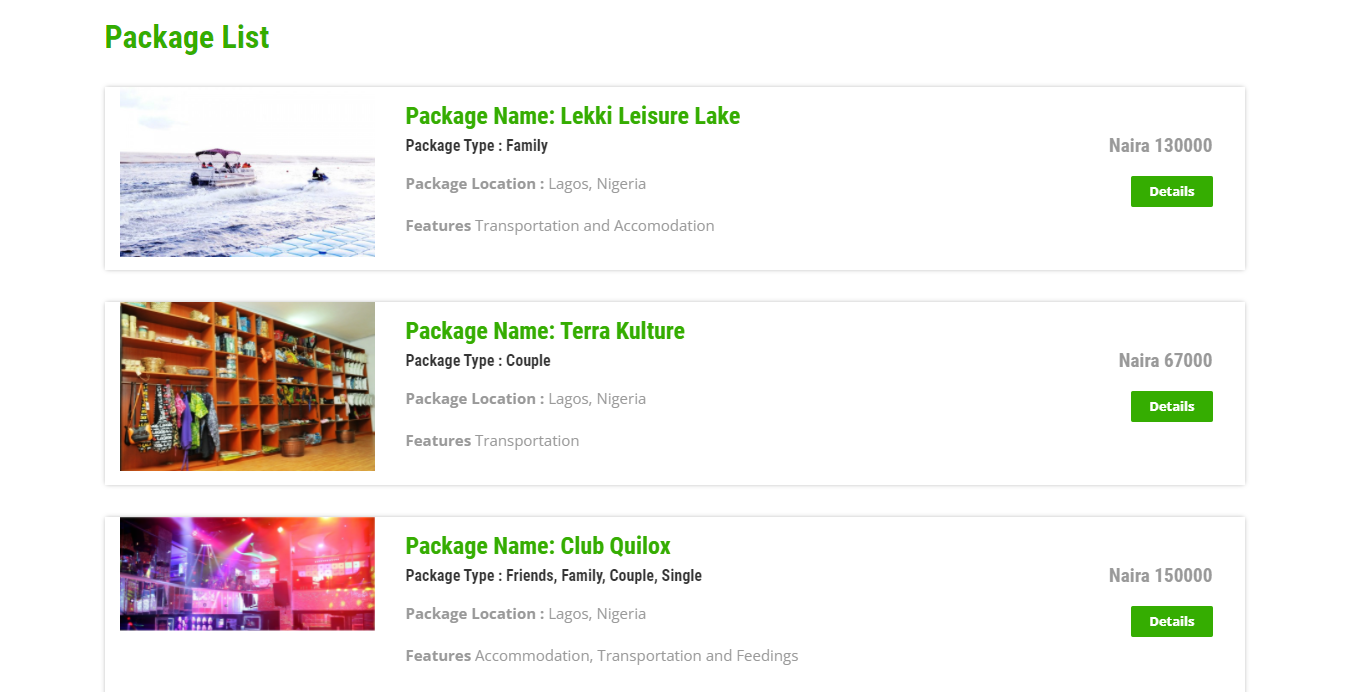 Package List
Package Name: Lekki Leisure Lake
Package Type : Family
Naira 130000
Package Location : Lagos, Nigeria
Details
Features Transportation and Accomodation
Package Name: Terra Kulture
Package Type : Couple
Naira 67000
Package Location : Lagos, Nigeria
Details
Features Transportation
Package Name: Club Quilox
Package Type : Friends, Family, Couple, Single
Naira 150000
Package Location : Lagos, Nigeria
Details
Features Accommodation, Transportation and Feedings